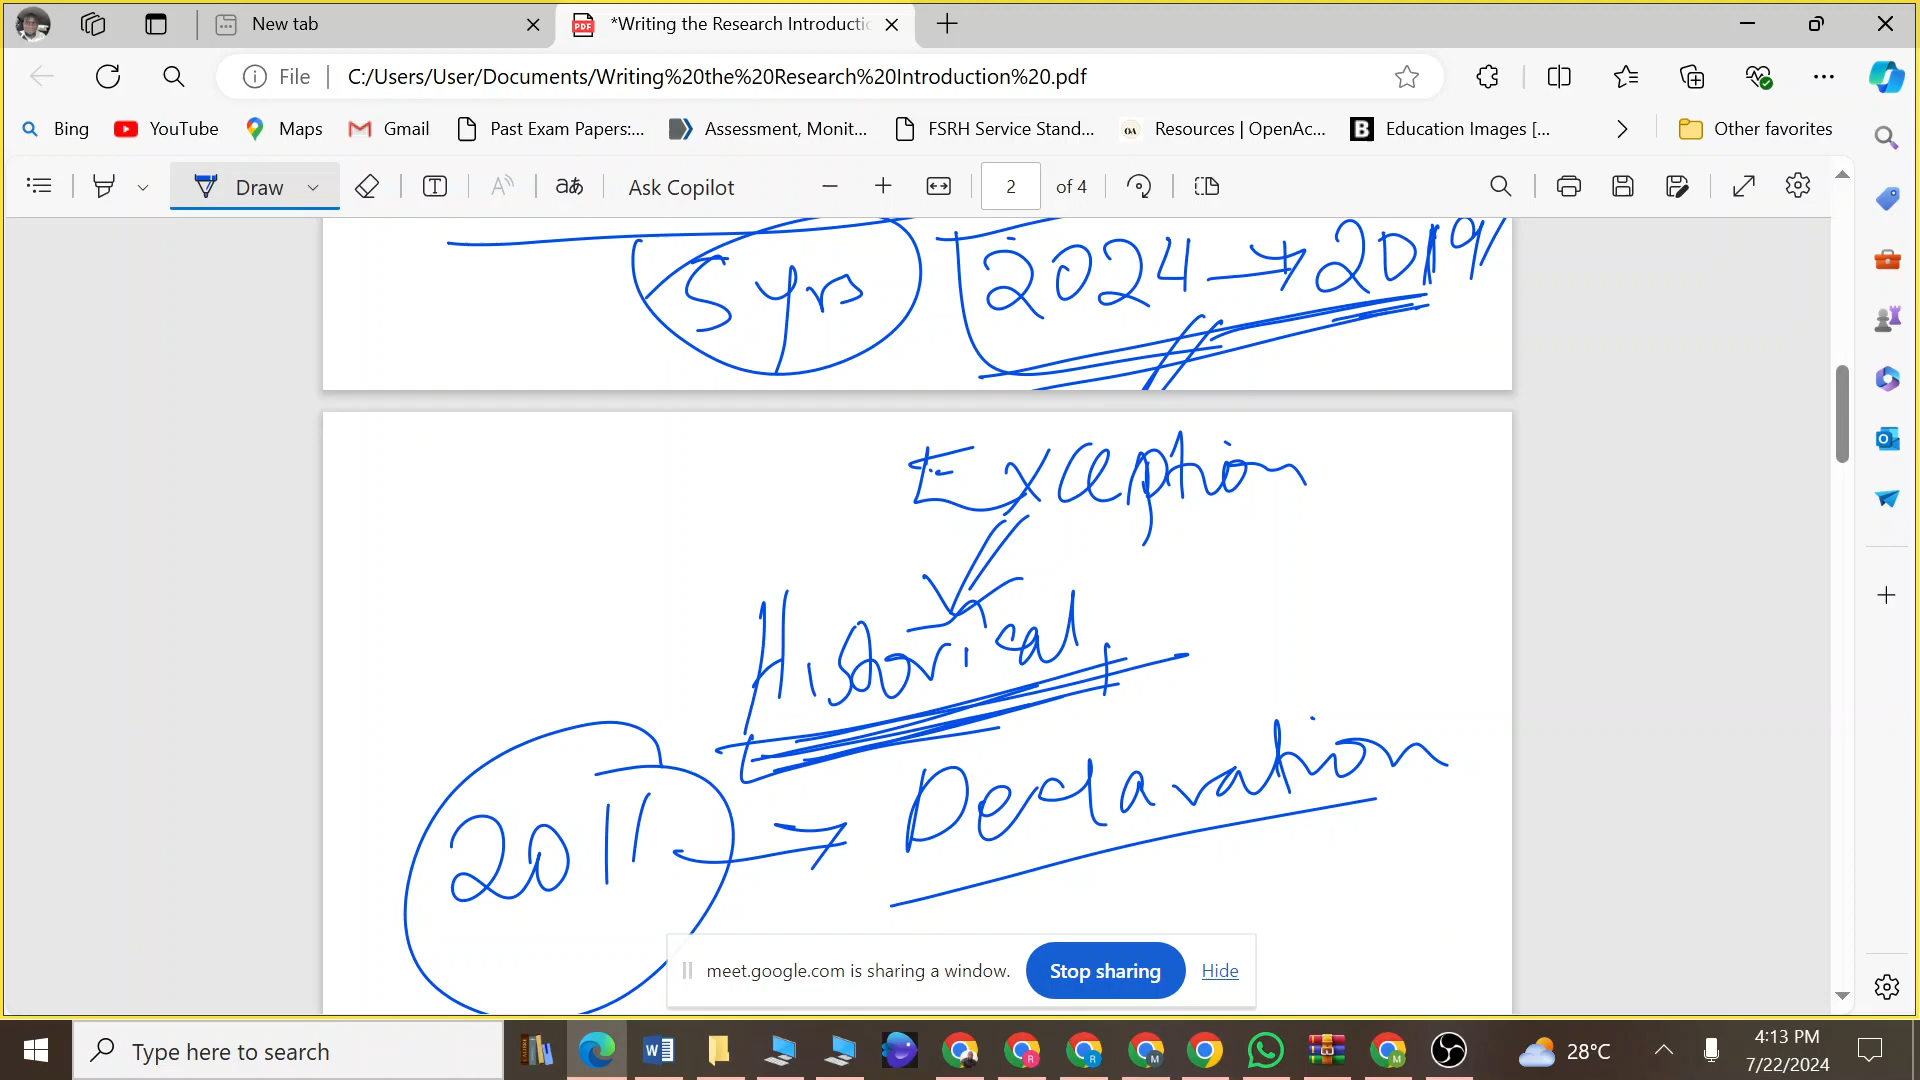 New tab
*Writing the Research Introductic
File
C:/Users/User/Documents/Writing%20the%20Research%20Introduction%20.pdf
Bing
YouTube
Maps
Gmail
Past Exam Papers:...
Assessment, Monit...
FSRH Service Stand...
Resources | OpenAc...
Education Images [...
Other favorites
Draw
Ask Copilot
2 of 4
5 yrs
2024 → 2019
Exception
Historical
2011 → Declaration
meet.google.com is sharing a window.
Stop sharing
Hide
Type here to search
28°C
4:13 PM
7/22/2024